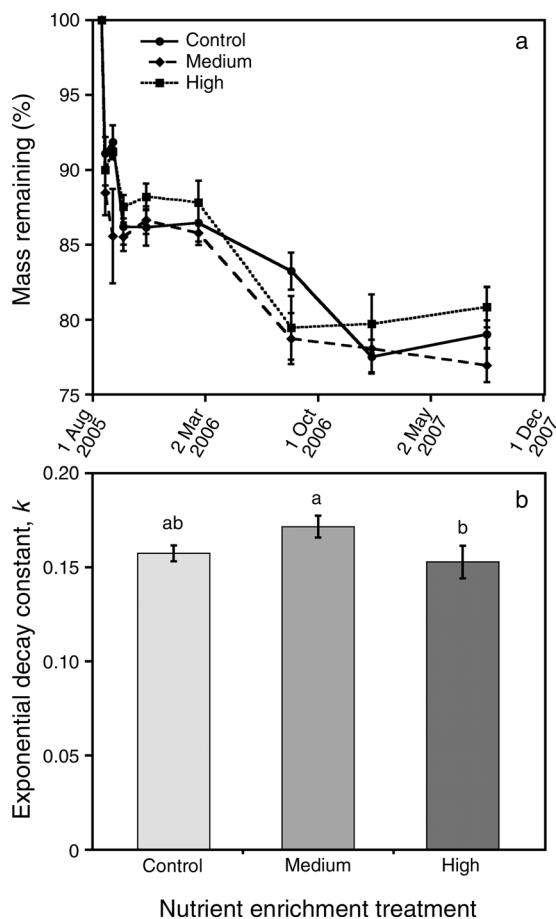 100
95
90
85
80
75
Mass remaining (%)
Control
Medium
High
a
1 Aug
2005
2 Mar
2006
1 Oct
2006
2 May
2007
1 Dec
2007
0.20
0.15
0.10
0.05
0
Exponential decay constant, k
b
ab
a
b
Control
Medium
High
Nutrient enrichment treatment